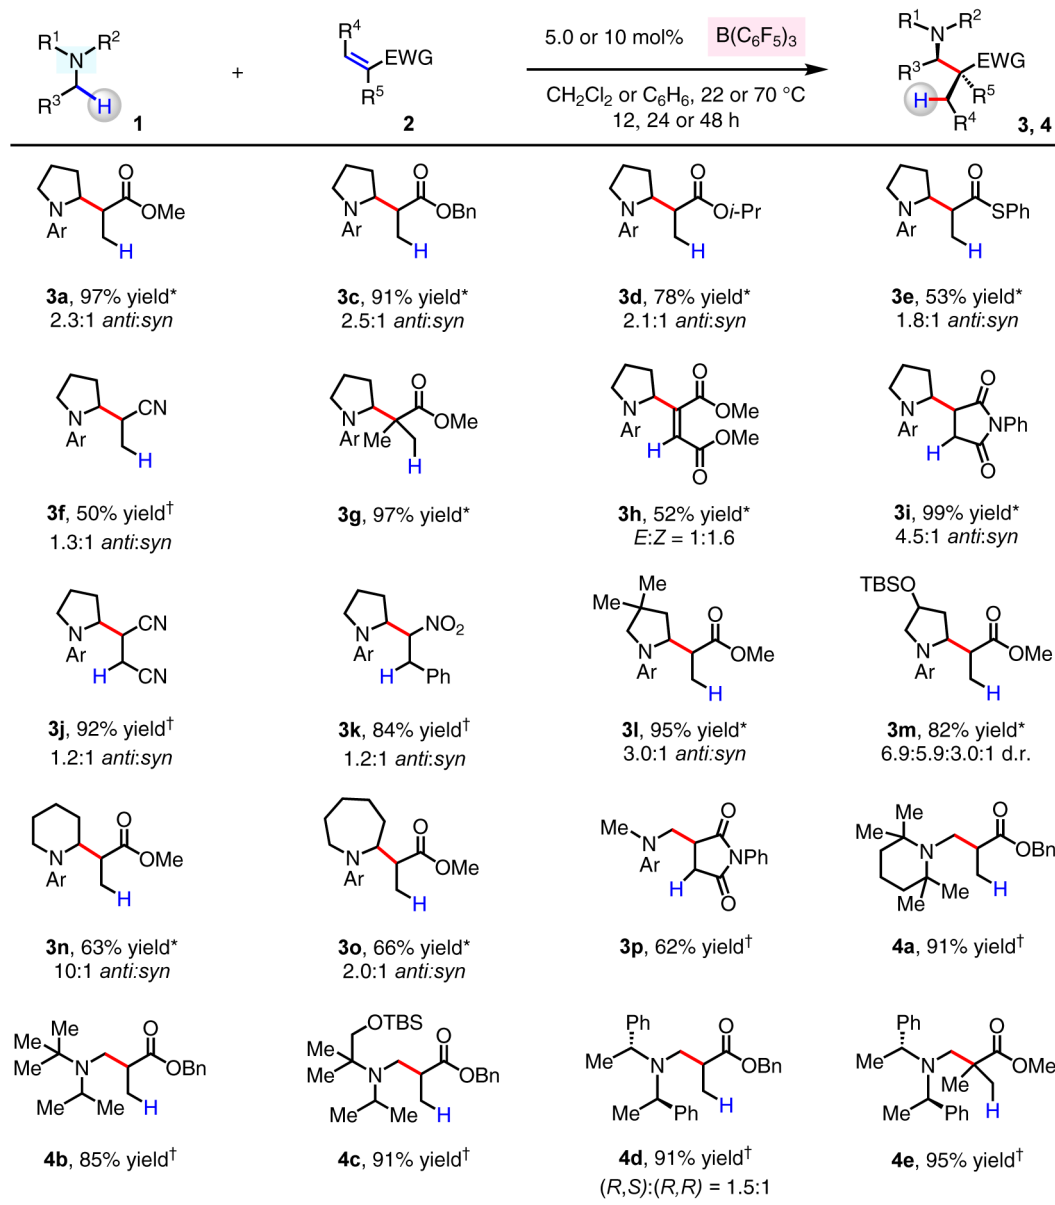 R1 R2 N R3 H 1
+
R4 EWG R5 2
5.0 or 10 mol% B(C6F5)3
CH2Cl2 or C6H6, 22 or 70 °C
12, 24 or 48 h
R1 R2 N R3 EWG H R5 R4 3, 4
N Ar O OMe H
N Ar O OBn H
N Ar O Oi-Pr H
N Ar O SPh H
3a, 97% yield* 3c, 91% yield* 3d, 78% yield* 3e, 53% yield*
2.3:1 anti:syn 2.5:1 anti:syn 2.1:1 anti:syn 1.8:1 anti:syn
N Ar CN H
N Ar Me O OMe H
N Ar O OMe H OMe O
N Ar O N Ph H O
3f, 50% yield† 3g, 97% yield* 3h, 52% yield* 3i, 99% yield*
1.3:1 anti:syn E:Z = 1:1.6 4.5:1 anti:syn
N Ar CN H CN
N Ar NO2 H Ph
Me Me N Ar O OMe H
TBSO N Ar O OMe H
3j, 92% yield† 3k, 84% yield† 3l, 95% yield* 3m, 82% yield*
1.2:1 anti:syn 1.2:1 anti:syn 3.0:1 anti:syn 6.9:5.9:3.0:1 d.r.
N Ar O OMe H
N Ar O OMe H
Me N Ar O N Ph H O
Me Me N Me Me O OBn H
3n, 63% yield* 3o, 66% yield* 3p, 62% yield† 4a, 91% yield†
10:1 anti:syn 2.0:1 anti:syn
Me Me Me N Me Me O OBn H
OTBS Me Me N Me Me O OBn H
Ph Me N Me Ph O OBn H
Ph Me N Me Ph Me O OMe H
4b, 85% yield† 4c, 91% yield† 4d, 91% yield† 4e, 95% yield†
(R,S):(R,R) = 1.5:1